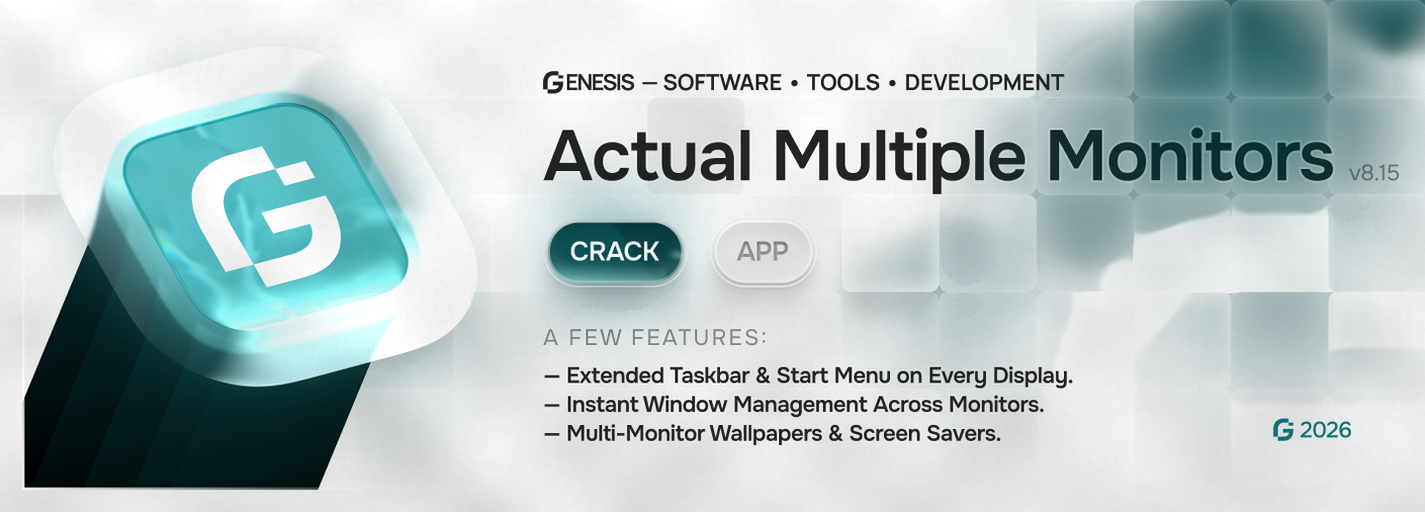 GENESIS — SOFTWARE • TOOLS • DEVELOPMENT
Actual Multiple Monitors v8.15
CRACK APP
A FEW FEATURES:
— Extended Taskbar & Start Menu on Every Display.
— Instant Window Management Across Monitors.
— Multi-Monitor Wallpapers & Screen Savers.
G 2026